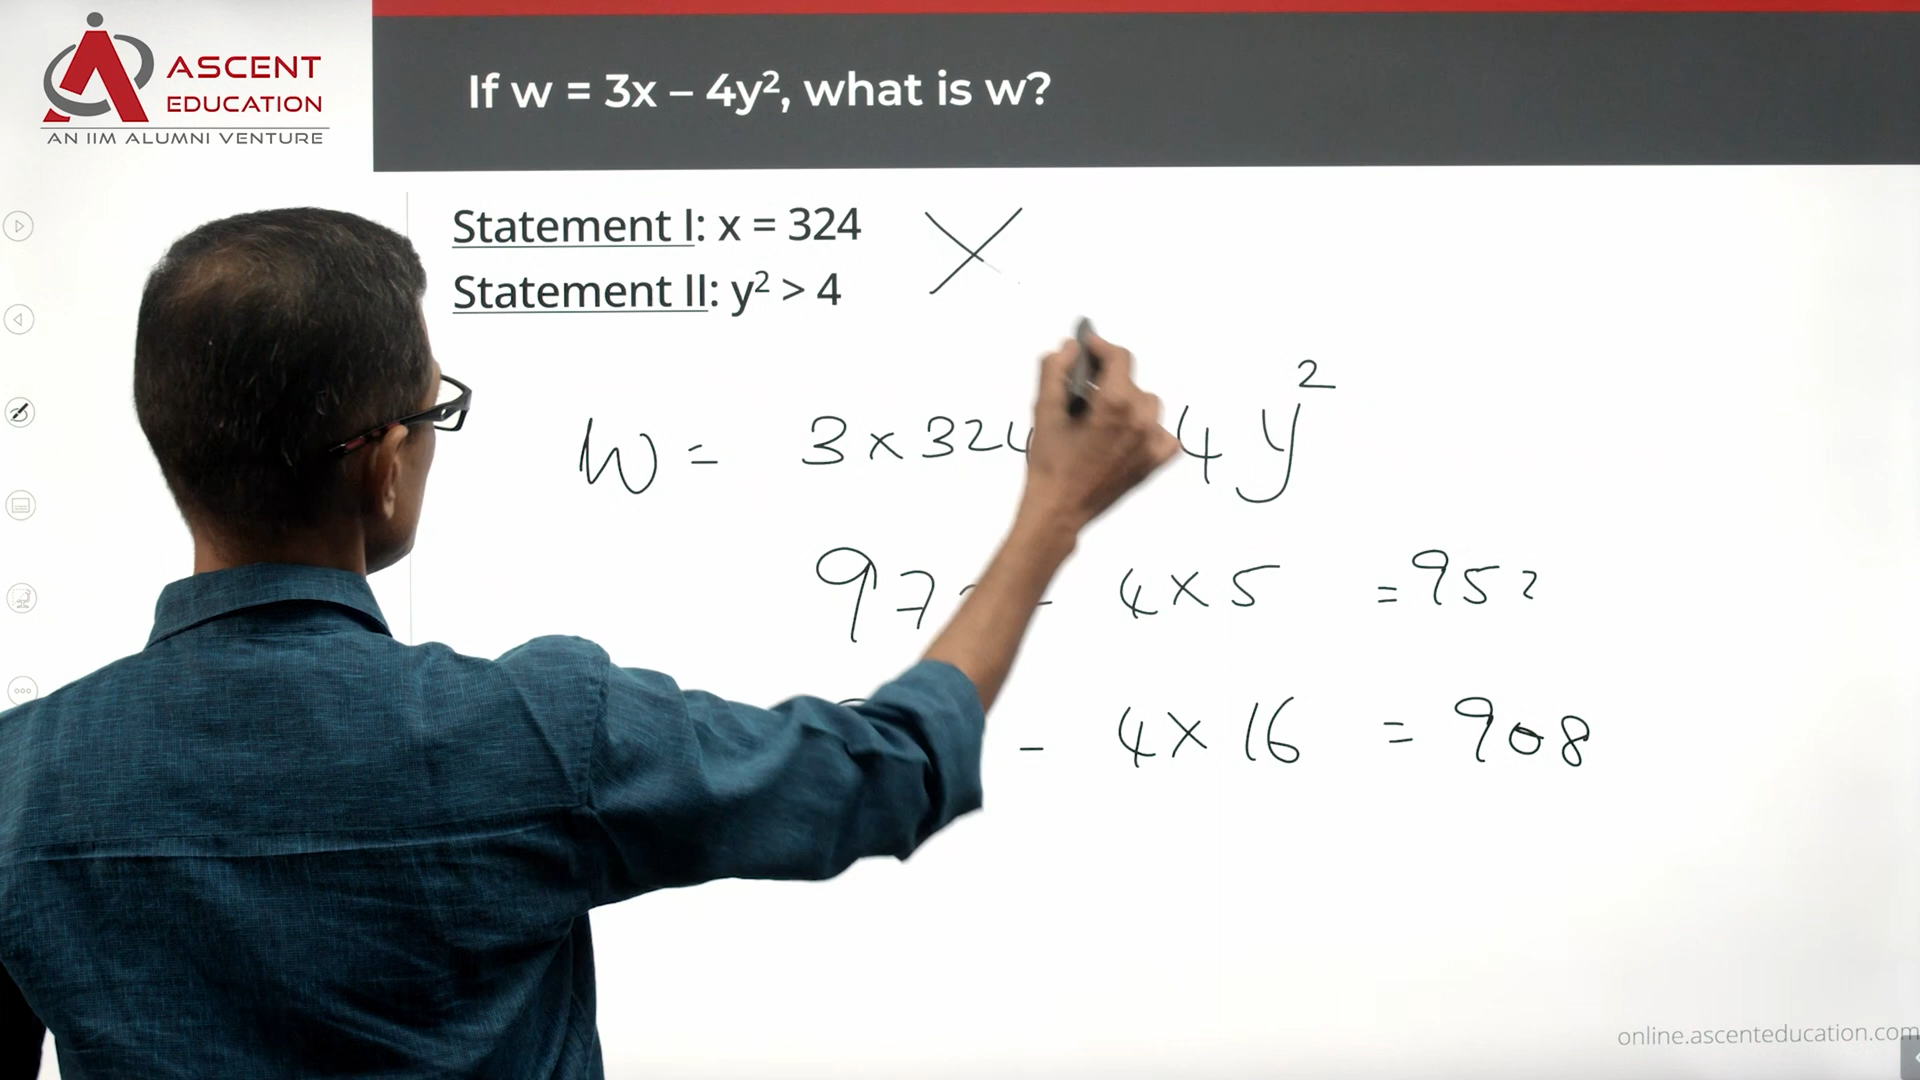 ASCENT
EDUCATION
AN IIM ALUMNI VENTURE
If w = 3x – 4y², what is w?
Statement I: x = 324
Statement II: y² > 4
W = 3 x 324 4 y²
97 - 4 x 5 = 952
- 4 x 16 = 908
online.ascenteducation.com